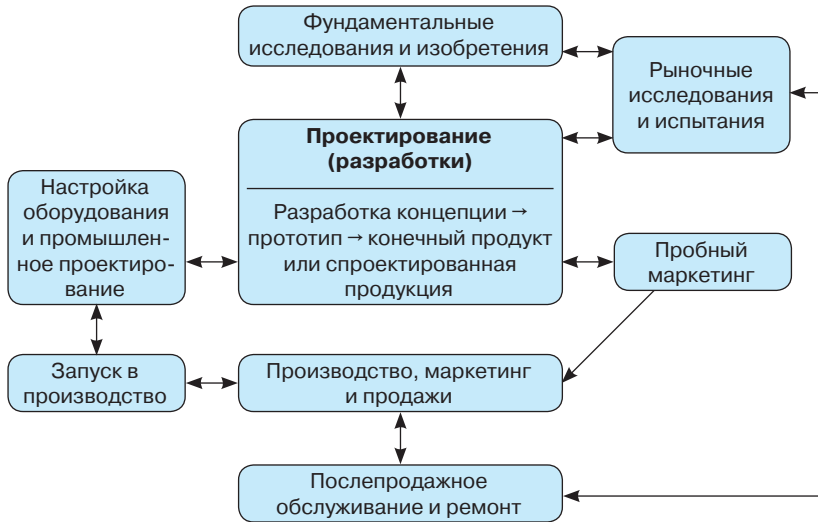 Фундаментальные
исследования и изобретения
Рыночные
исследования
и испытания
Проектирование
(разработки)
Разработка концепции →
прототип → конечный продукт
или спроектированная
продукция
Настройка
оборудования
и промышлен-
ное проектиро-
вание
Пробный
маркетинг
Запуск в
производство
Производство, маркетинг
и продажи
Послепродажное
обслуживание и ремонт